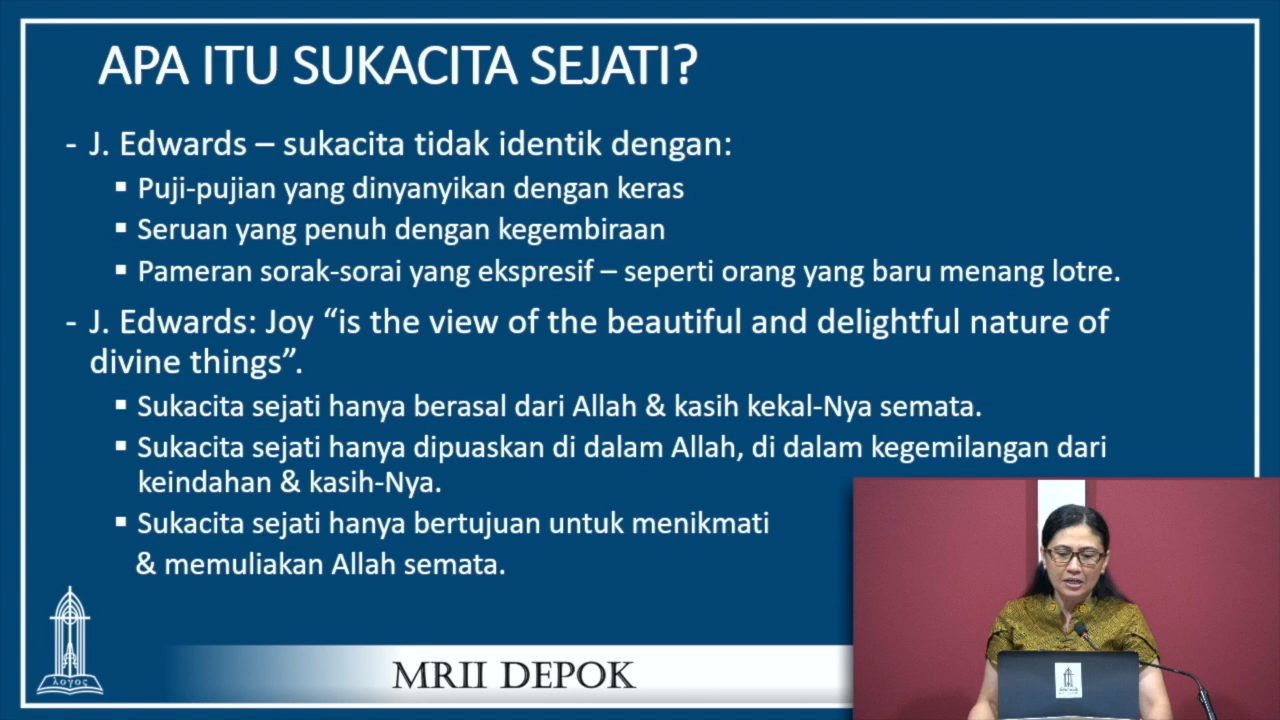 APA ITU SUKACITA SEJATI?
- J. Edwards – sukacita tidak identik dengan:
▪ Puji-pujian yang dinyanyikan dengan keras
▪ Seruan yang penuh dengan kegembiraan
▪ Pameran sorak-sorai yang ekspresif – seperti orang yang baru menang lotre.
- J. Edwards: Joy “is the view of the beautiful and delightful nature of
divine things”.
▪ Sukacita sejati hanya berasal dari Allah & kasih kekal-Nya semata.
▪ Sukacita sejati hanya dipuaskan di dalam Allah, di dalam kegemilangan dari
keindahan & kasih-Nya.
▪ Sukacita sejati hanya bertujuan untuk menikmati
& memuliakan Allah semata.
λογος
MRII DEPOK